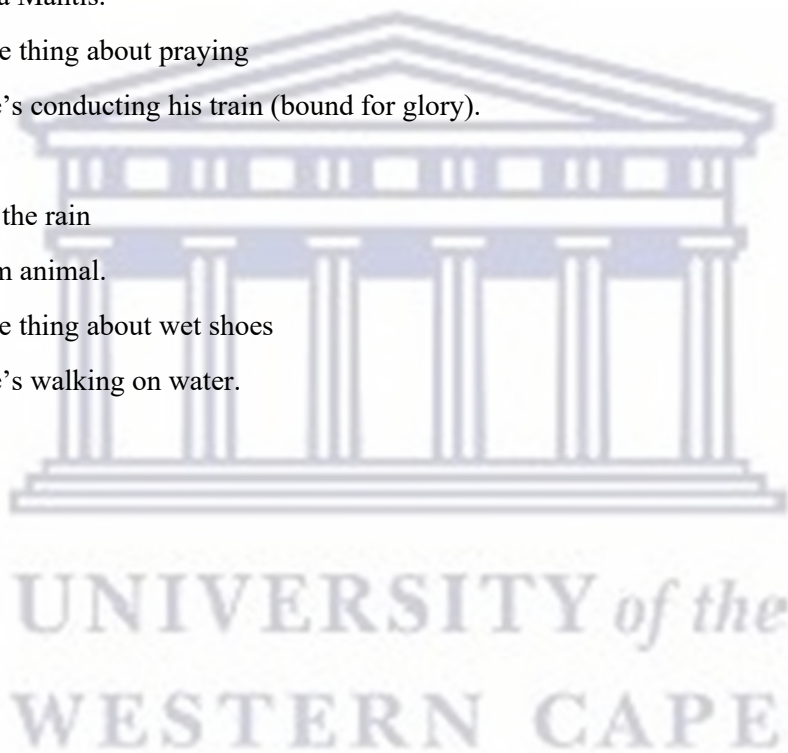 Mantis.
thing about praying
’s conducting his train (bound for glory).
the rain
animal.
thing about wet shoes
’s walking on water.
UNIVERSITY of the
WESTERN CAPE